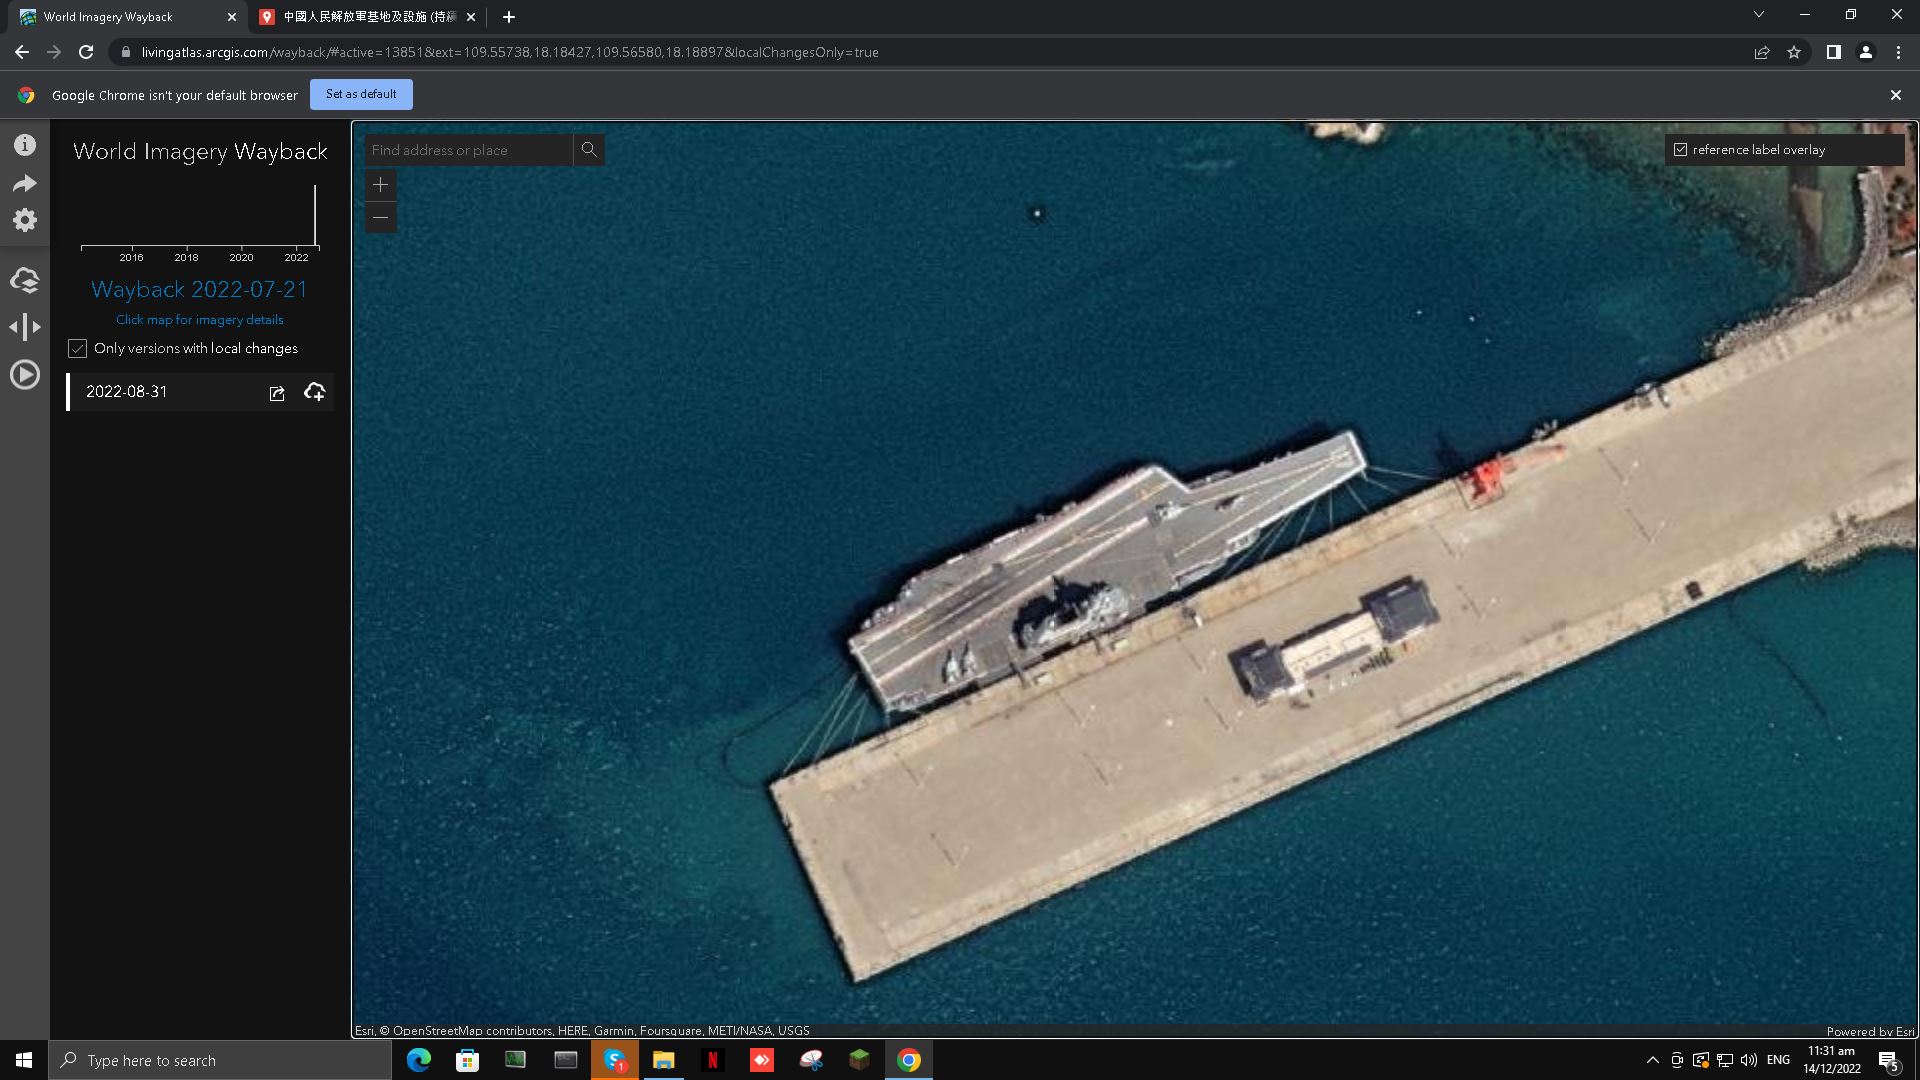 World Imagery Wayback
中國人民解放軍基地及設施 (持續
livingatlas.arcgis.com/wayback/#active=13851&ext=109.55738,18.18427,109.56580,18.18897&localChangesOnly=true
Google Chrome isn't your default browser
Set as default
World Imagery Wayback
2016 2018 2020 2022
Wayback 2022-07-21
Click map for imagery details
Only versions with local changes
2022-08-31
Find address or place
reference label overlay
Esri, © OpenStreetMap contributors, HERE, Garmin, Foursquare, METI/NASA, USGS
Powered by Esri
Type here to search
S
1
N
ENG
11:31 am
14/12/2022
5